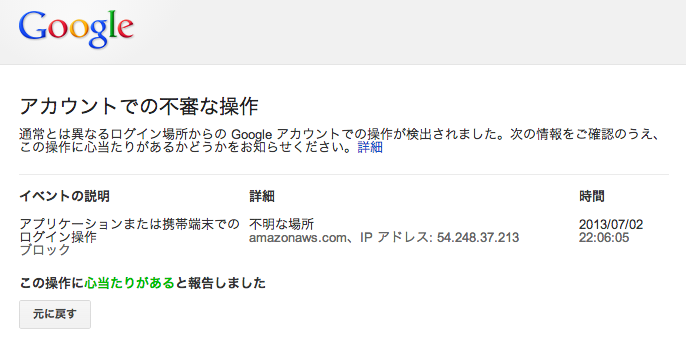 Google
アカウントでの不審な操作
通常とは異なるログイン場所からの Google アカウントでの操作が検出されました。次の情報をご確認のうえ、
この操作に心当たりがあるかどうかをお知らせください。詳細
イベントの説明 詳細 時間
アプリケーションまたは携帯端末での 不明な場所 2013/07/02
ログイン操作 amazonaws.com、IP アドレス: 54.248.37.213 22:06:05
ブロック
この操作に心当たりがあると報告しました
元に戻す